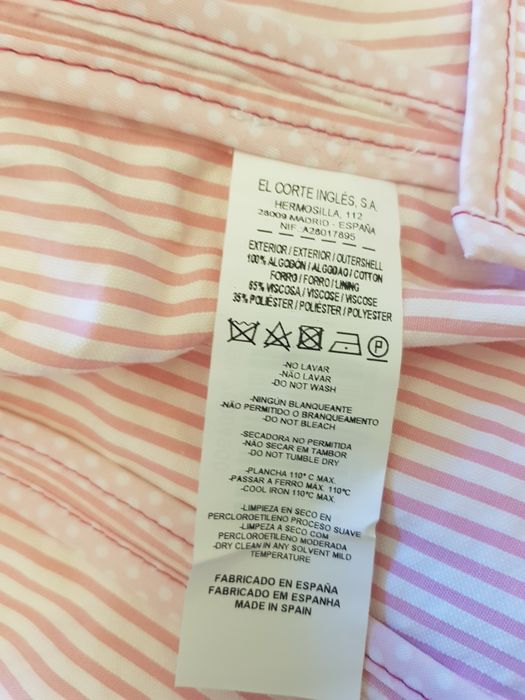 EL CORTE INGLÉS, S.A.
HERMOSILLA, 112
28009 MADRID - ESPAÑA
NIF. A28017895
EXTERIOR / EXTERIOR / OUTERSHELL
100% ALGODÓN / ALGODAO / COTTON
FORRO / FORRO / LINING
65% VISCOSA / VISCOSE / VISCOSE
35% POLIÉSTER / POLIÉSTER / POLYESTER
P
-NO LAVAR
-NÃO LAVAR
-DO NOT WASH
-NINGÚN BLANQUEANTE
-NÃO PERMITIDO O BRANQUEAMENTO
-DO NOT BLEACH
-SECADORA NO PERMITIDA
-NÃO SECAR EM TAMBOR
-DO NOT TUMBLE DRY
-PLANCHA 110° C MAX.
-PASSAR A FERRO MÁX. 110°C
-COOL IRON 110°C MAX.
-LIMPIEZA EN SECO EN
PERCLOROETILENO PROCESO SUAVE
-LIMPEZA A SECO COM
PERCLOROETILENO MODERADA
-DRY CLEAN IN ANY SOLVENT MILD
TEMPERATURE
FABRICADO EN ESPAÑA
FABRICADO EM ESPANHA
MADE IN SPAIN